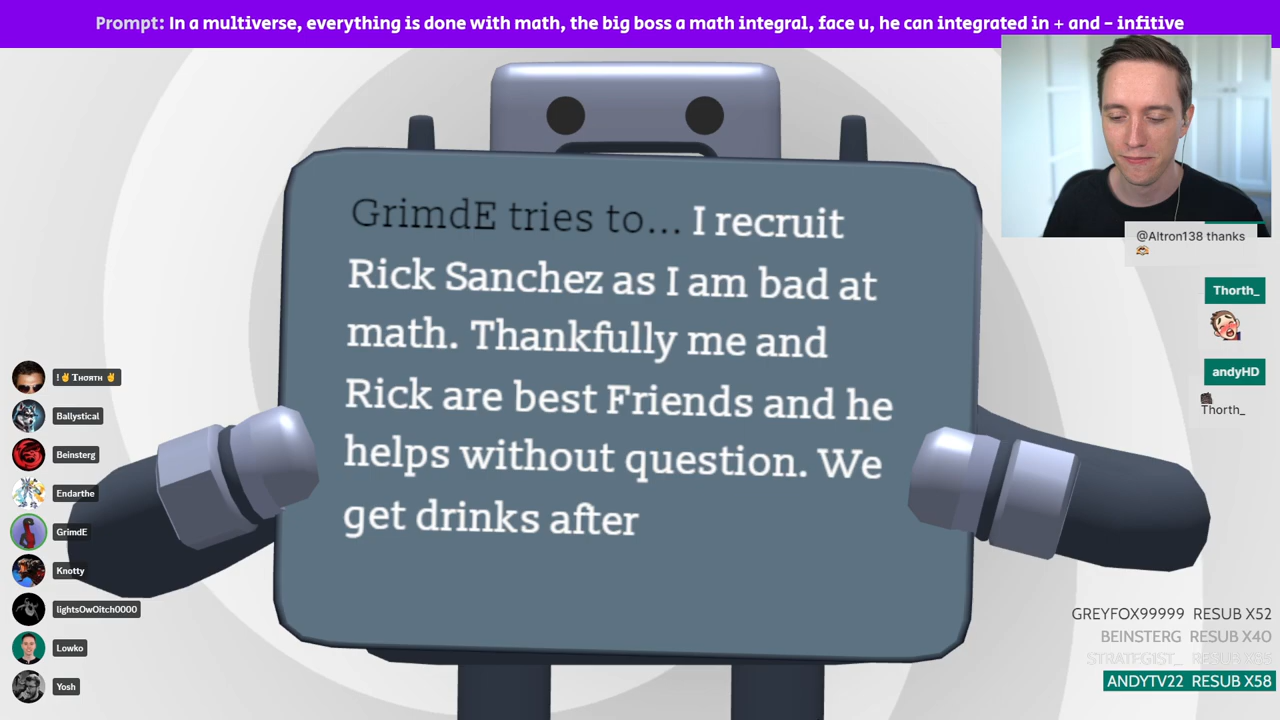 Prompt: In a multiverse, everything is done with math, the big boss a math integral, face u, he can integrated in + and - infitive
GrimdE tries to... I recruit
Rick Sanchez as I am bad at
math. Thankfully me and
Rick are best Friends and he
helps without question. We
get drinks after
@Altron138 thanks
Thorth_
andyHD
Thorth_
! ✌ Thorth ✌
Ballystical
Beinsterg
Endarthe
GrimdE
Knotty
lightsOwOitch0000
Lowko
Yosh
GREYFOX99999 RESUB X52
BEINSTERG RESUB X40
STRATEGIST_ RESUB
ANDYTV22 RESUB X58